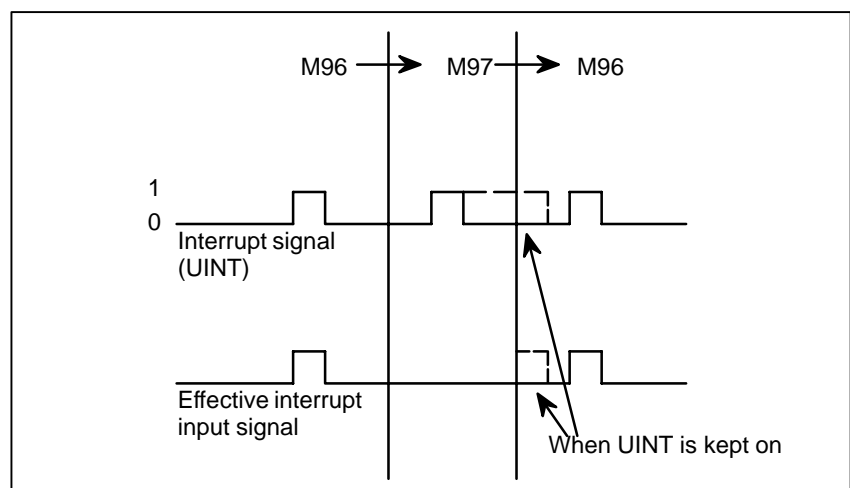 M96 M97 M96
1
0
Interrupt signal
(UINT)
Effective interrupt
input signal
When UINT is kept on